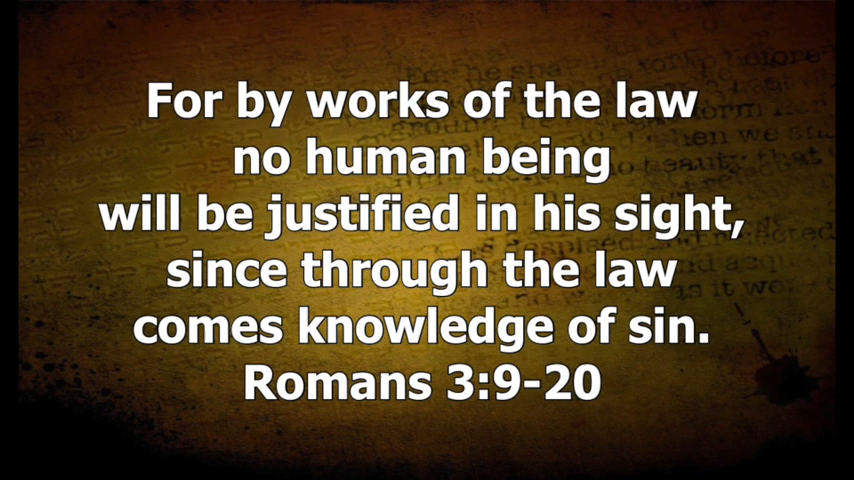 For by works of the law
no human being
will be justified in his sight,
since through the law
comes knowledge of sin.
Romans 3:9-20